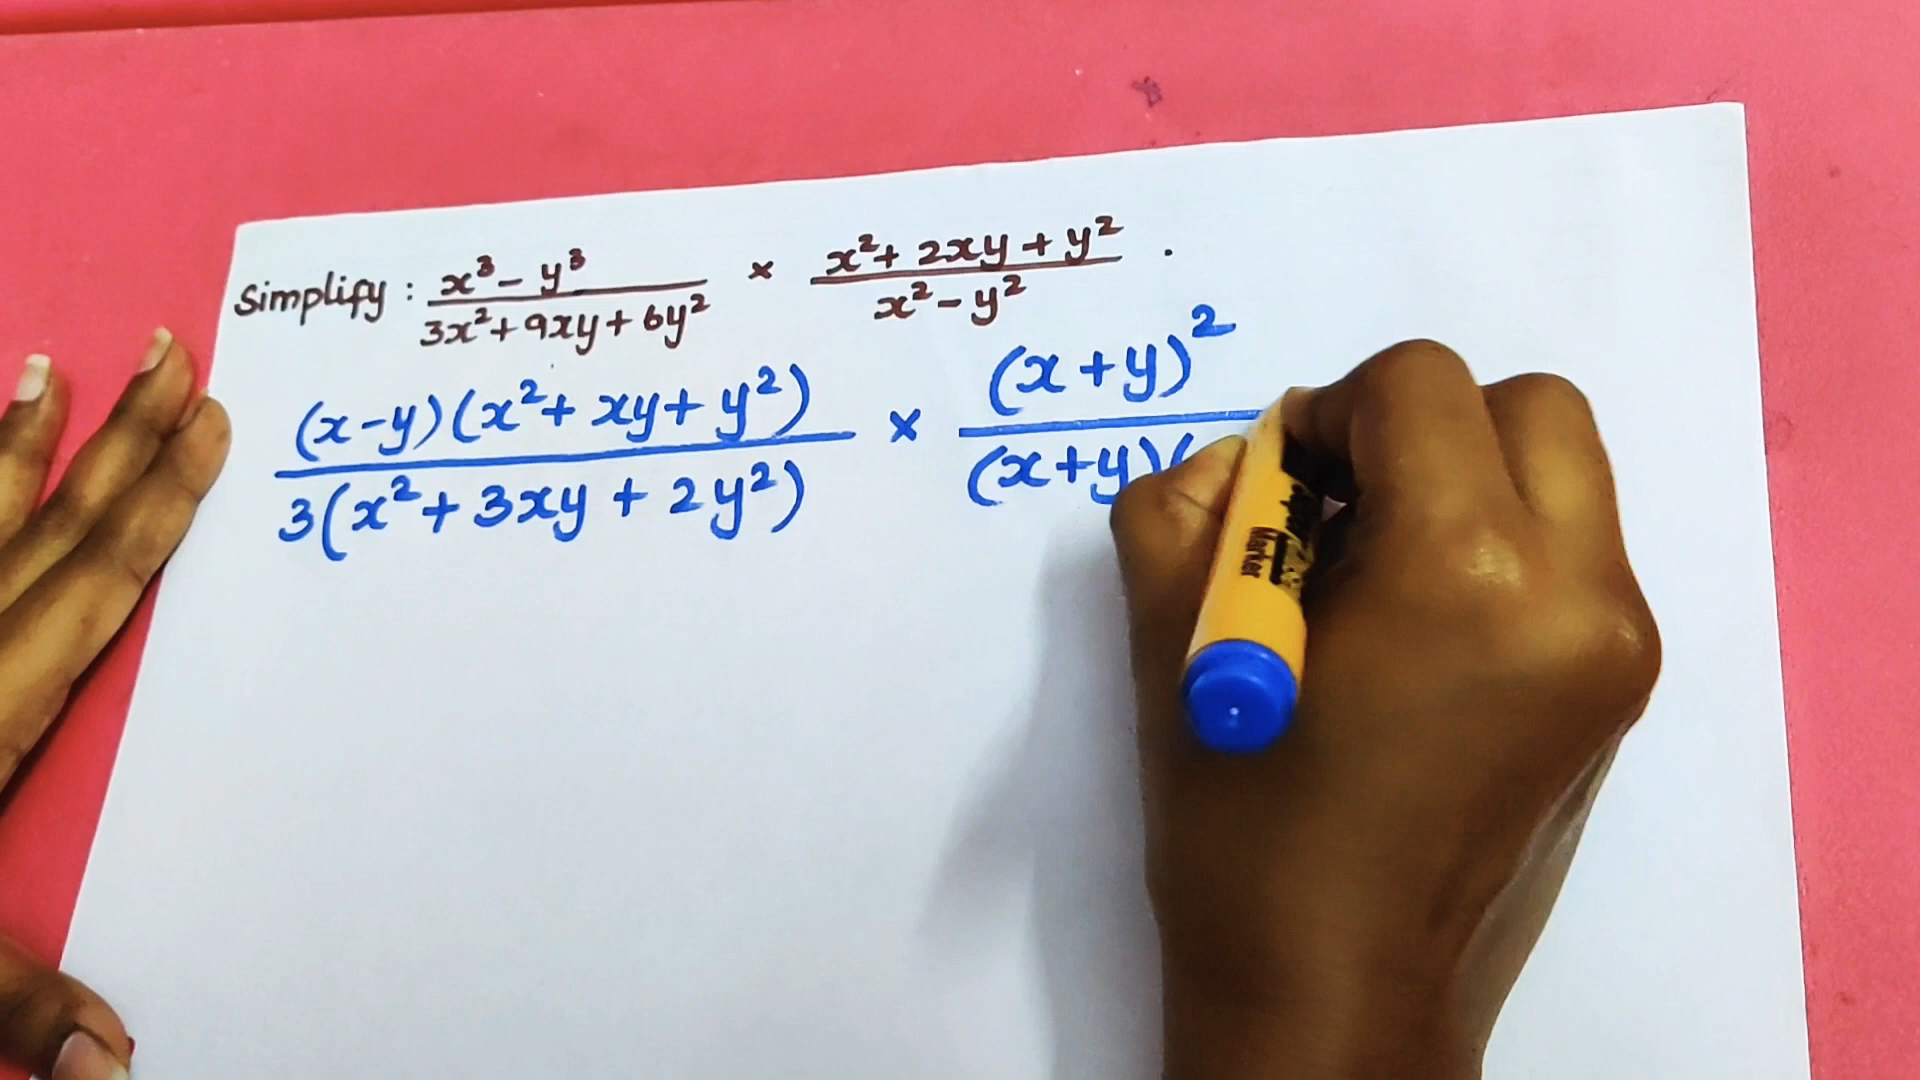 Simplify : x³ - y³ / 3x² + 9xy + 6y² × x² + 2xy + y² / x² - y² .
(x-y)(x² + xy + y²) / 3(x² + 3xy + 2y²) × (x+y)² / (x+y)(
Marker